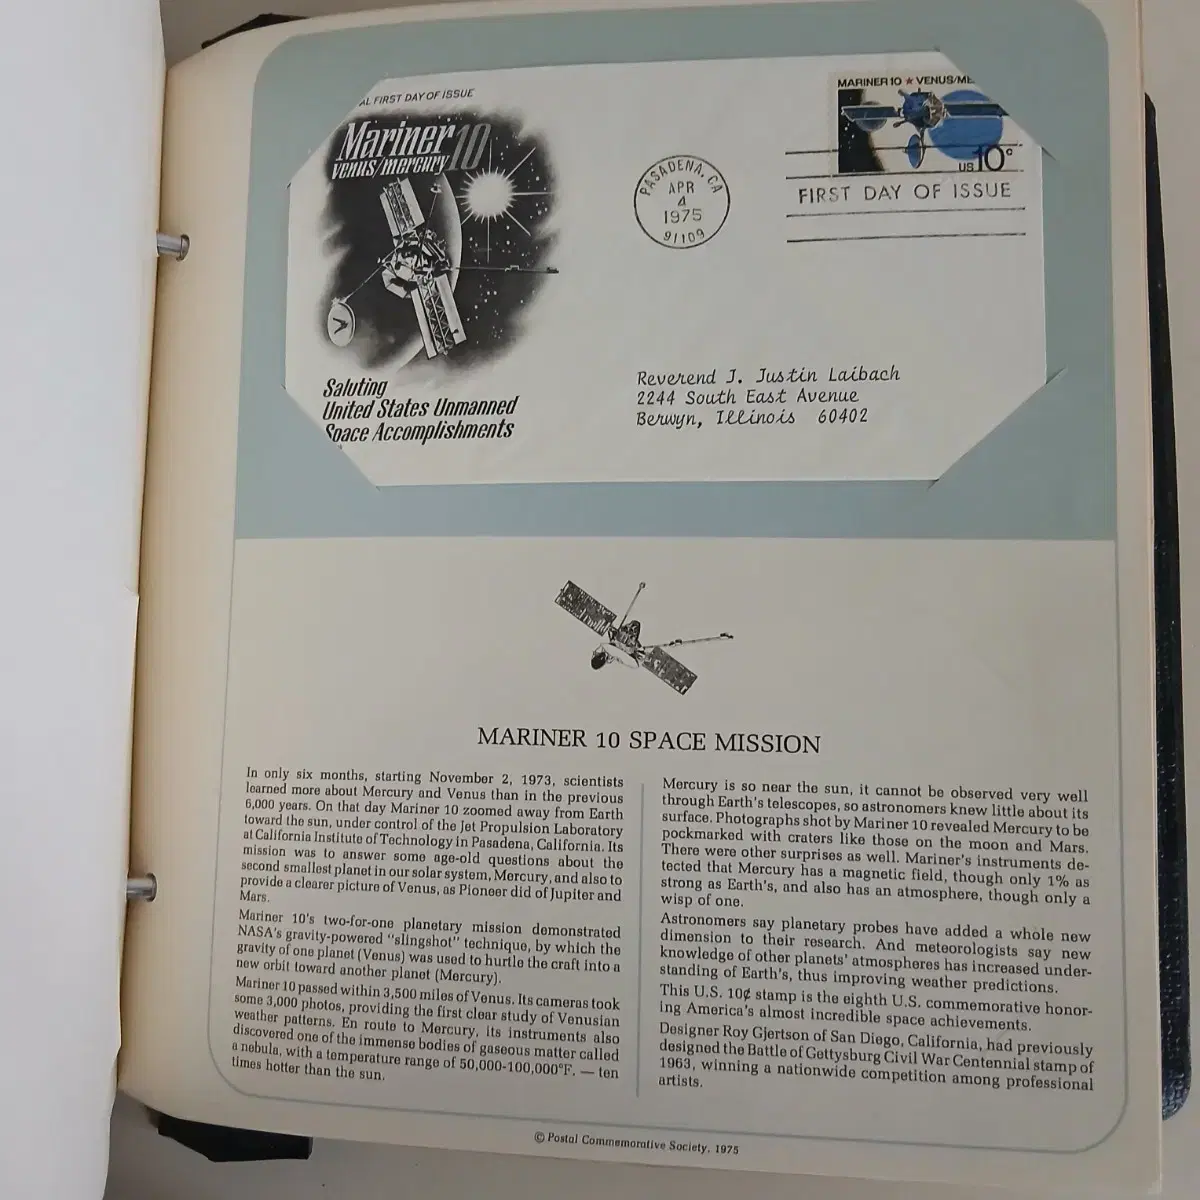 AL FIRST DAY OF ISSUE
Mariner 10
venus/mercury
MARINER 10 ★ VENUS/ME
US 10c
PASADENA, CA
APR
4
1975
91109
FIRST DAY OF ISSUE
Saluting
United States Unmanned
Space Accomplishments
Reverend J. Justin Laibach
2244 South East Avenue
Berwyn, Illinois 60402
MARINER 10 SPACE MISSION
In only six months, starting November 2, 1973, scientists
learned more about Mercury and Venus than in the previous
6,000 years. On that day Mariner 10 zoomed away from Earth
toward the sun, under control of the Jet Propulsion Laboratory
at California Institute of Technology in Pasadena, California. Its
mission was to answer some age-old questions about the
second smallest planet in our solar system, Mercury, and also to
provide a clearer picture of Venus, as Pioneer did of Jupiter and
Mars.
Mariner 10's two-for-one planetary mission demonstrated
NASA's gravity-powered "slingshot" technique, by which the
gravity of one planet (Venus) was used to hurtle the craft into a
new orbit toward another planet (Mercury).
Mariner 10 passed within 3,500 miles of Venus. Its cameras took
some 3,000 photos, providing the first clear study of Venusian
weather patterns. En route to Mercury, its instruments also
discovered one of the immense bodies of gaseous matter called
a nebula, with a temperature range of 50,000-100,000°F. — ten
times hotter than the sun.
Mercury is so near the sun, it cannot be observed very well
through Earth's telescopes, so astronomers knew little about its
surface. Photographs shot by Mariner 10 revealed Mercury to be
pockmarked with craters like those on the moon and Mars.
There were other surprises as well. Mariner's instruments de-
tected that Mercury has a magnetic field, though only 1% as
strong as Earth's, and also has an atmosphere, though only a
wisp of one.
Astronomers say planetary probes have added a whole new
dimension to their research. And meteorologists say new
knowledge of other planets' atmospheres has increased under-
standing of Earth's, thus improving weather predictions.
This U.S. 10¢ stamp is the eighth U.S. commemorative honor-
ing America's almost incredible space achievements.
Designer Roy Gjertson of San Diego, California, had previously
designed the Battle of Gettysburg Civil War Centennial stamp of
1963, winning a nationwide competition among professional
artists.
© Postal Commemorative Society, 1975